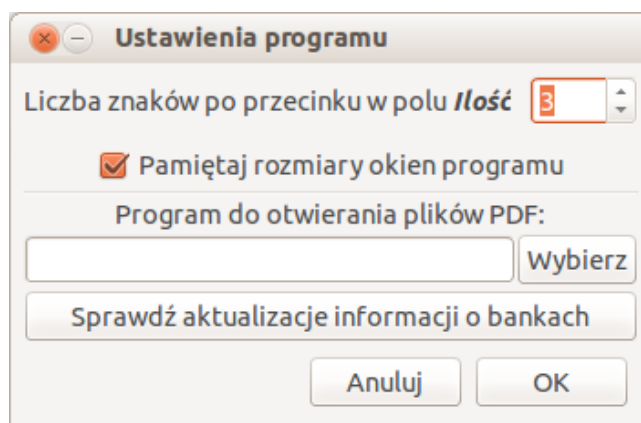 Ustawienia programu
Liczba znaków po przecinku w polu Ilość 3
Pamiętaj rozmiary okien programu
Program do otwierania plików PDF:
Wybierz
Sprawdź aktualizacje informacji o bankach
Anuluj OK